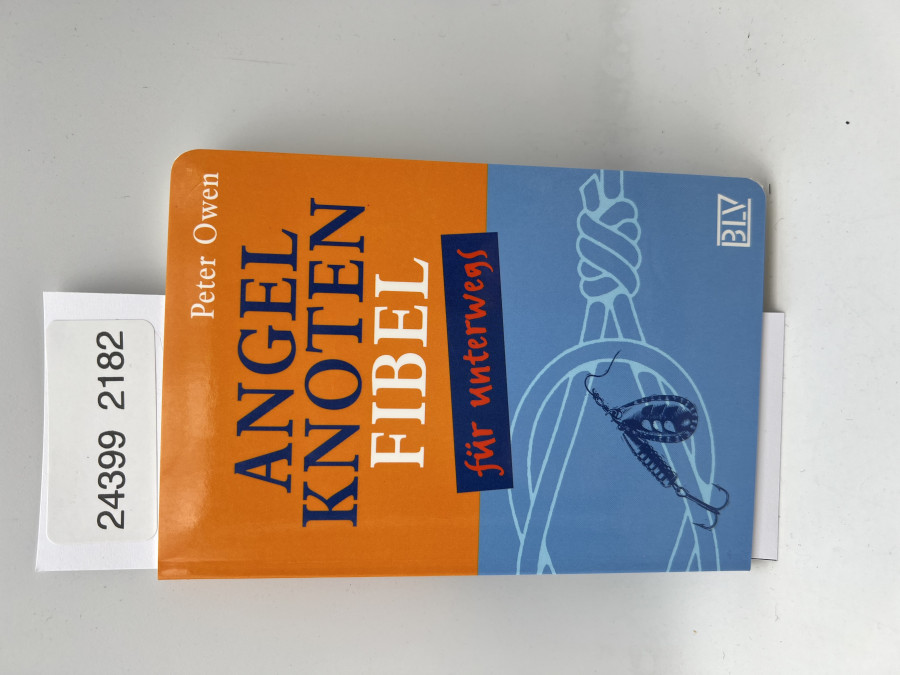 24399 2182
Peter Owen
ANGEL
KNOTEN
FIBEL
für unterwegs
BLV